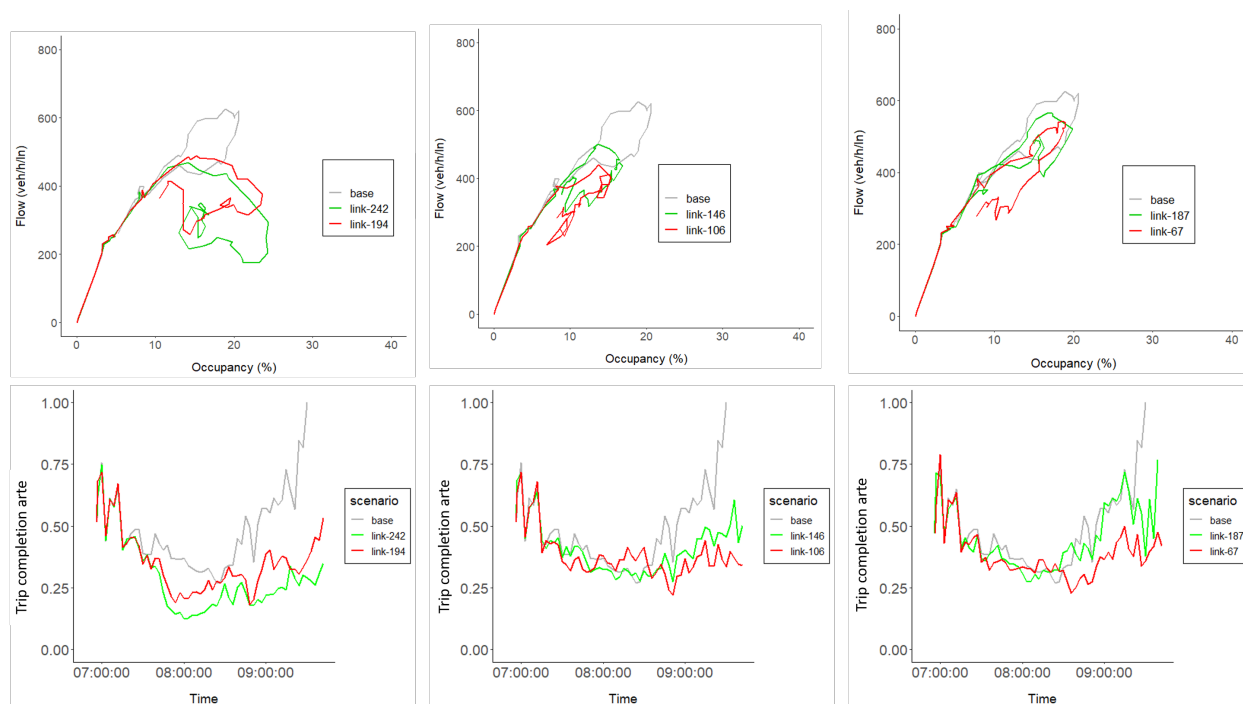 800
600
400
200
0
Flow (veh/h/ln)
0 10 20 30 40
Occupancy (%)
base
link-242
link-194
800
600
400
200
0
Flow (veh/h/ln)
0 10 20 30 40
Occupancy (%)
base
link-146
link-106
800
600
400
200
0
Flow (veh/h/ln)
0 10 20 30 40
Occupancy (%)
base
link-187
link-67
1.00
0.75
0.50
0.25
0.00
Trip completion arte
07:00:00 08:00:00 09:00:00
Time
scenario
base
link-242
link-194
1.00
0.75
0.50
0.25
0.00
Trip completion arte
07:00:00 08:00:00 09:00:00
Time
scenario
base
link-146
link-106
1.00
0.75
0.50
0.25
0.00
Trip completion arte
07:00:00 08:00:00 09:00:00
Time
scenario
base
link-187
link-67